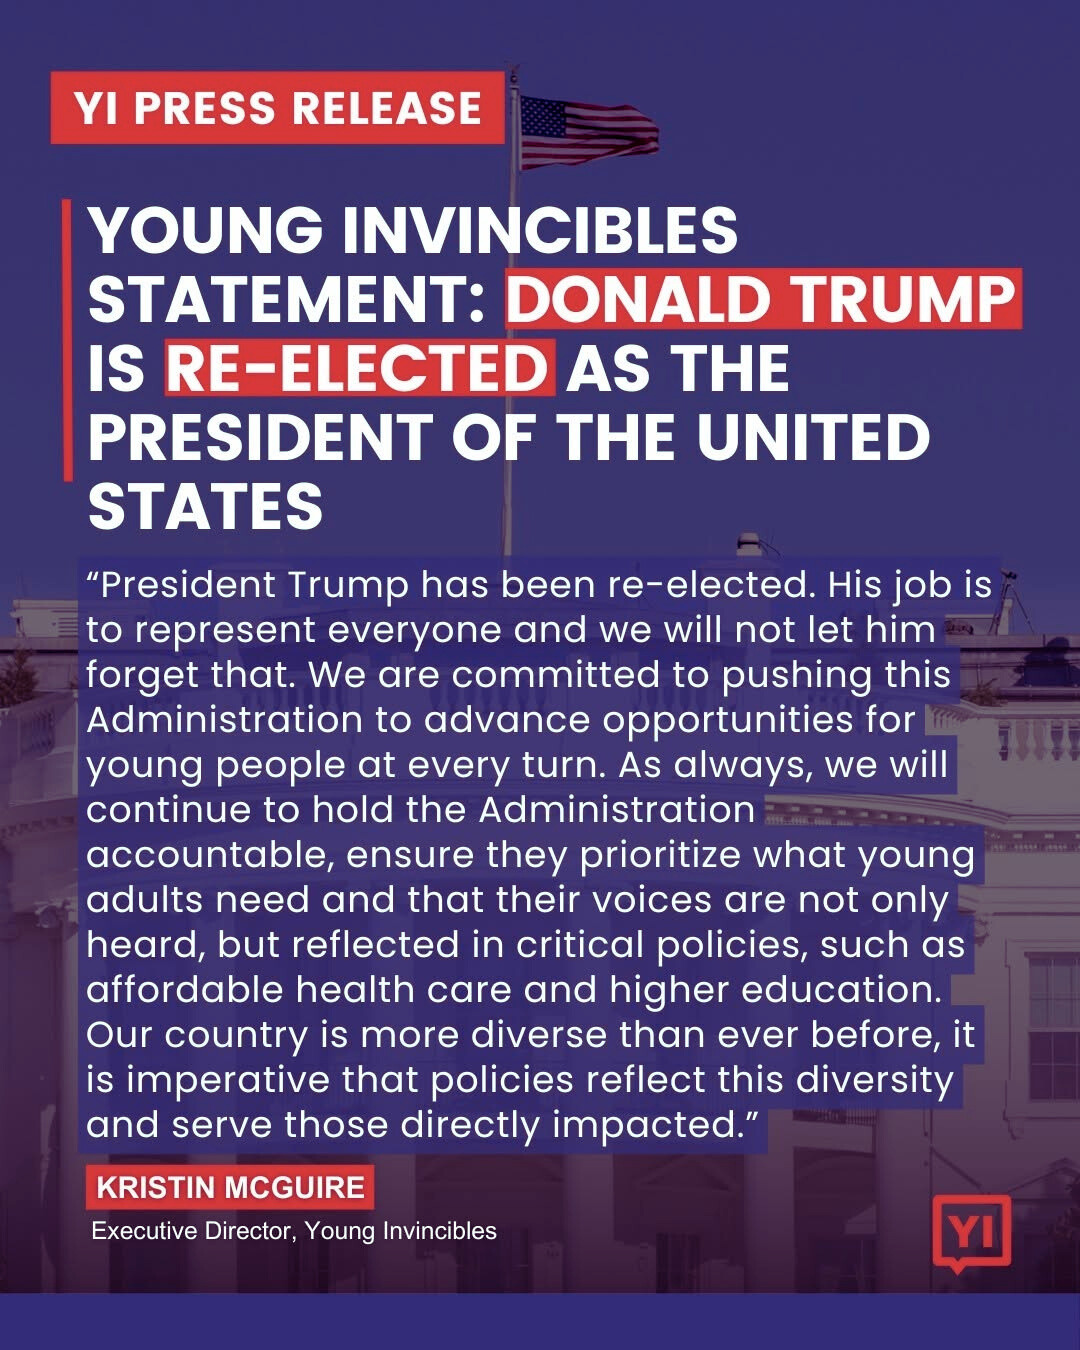 YI PRESS RELEASE
YOUNG INVINCIBLES
STATEMENT: DONALD TRUMP
IS RE-ELECTED AS THE
PRESIDENT OF THE UNITED
STATES
“President Trump has been re-elected. His job is
to represent everyone and we will not let him
forget that. We are committed to pushing this
Administration to advance opportunities for
young people at every turn. As always, we will
continue to hold the Administration
accountable, ensure they prioritize what young
adults need and that their voices are not only
heard, but reflected in critical policies, such as
affordable health care and higher education.
Our country is more diverse than ever before, it
is imperative that policies reflect this diversity
and serve those directly impacted.”
KRISTIN MCGUIRE
Executive Director, Young Invincibles
YI